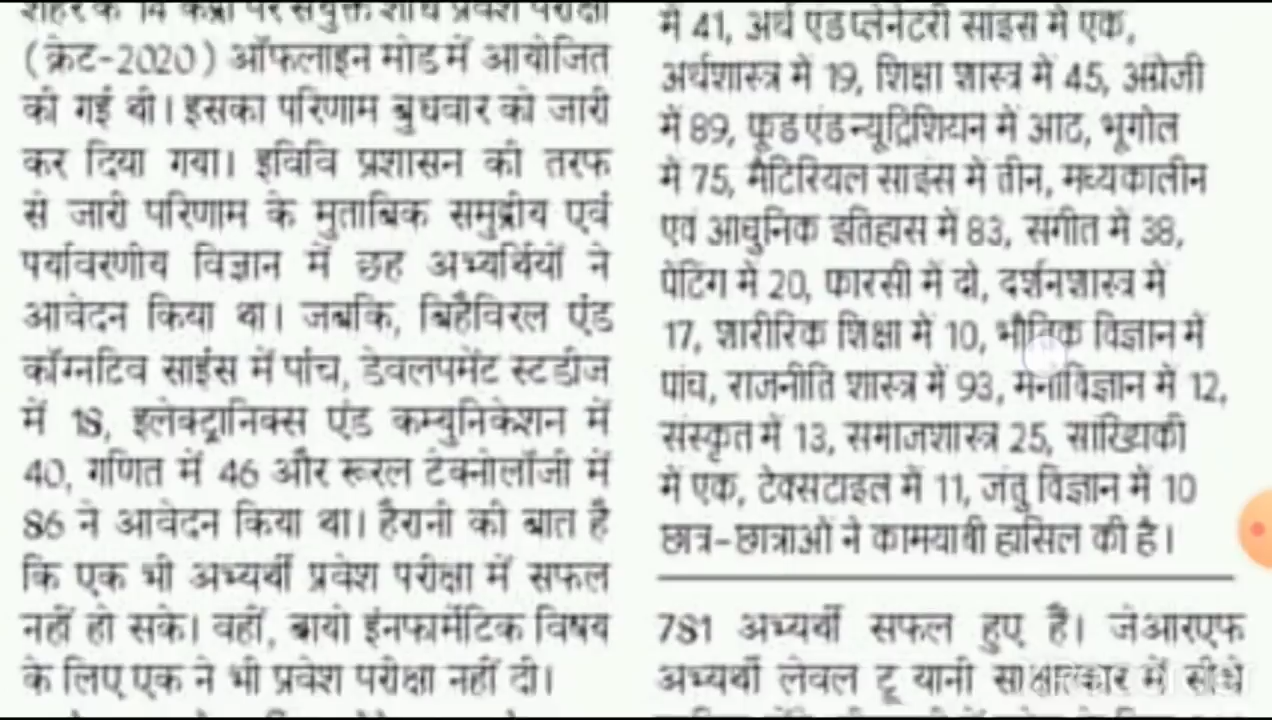 (क्रेट-2020) ऑफलाइन मोड में आयोजित
की गई थी। इसका परिणाम बुधवार को जारी
कर दिया गया। इविवि प्रशासन की तरफ
से जारी परिणाम के मुताबिक समुद्रीय एवं
पर्यावरणीय विज्ञान में छह अभ्यर्थियों ने
आवेदन किया था। जबकि, बिहैविरल एंड
कॉग्नटिव साइंस में पांच, डेवलपमेंट स्टडीज
में 18, इलेक्ट्रानिक्स एंड कम्युनिकेशन में
40, गणित में 46 और रूरल टेक्नोलॉजी में
86 ने आवेदन किया था। हैरानी की बात है
कि एक भी अभ्यर्थी प्रवेश परीक्षा में सफल
नहीं हो सके। वहीं, बायो इंनफार्मेटिक विषय
के लिए एक ने भी प्रवेश परीक्षा नहीं दी।
में 41, अर्थ एंड प्लेनेटरी साइंस में एक,
अर्थशास्त्र में 19, शिक्षा शास्त्र में 45, अंग्रेजी
में 89, फूड एंड न्यूट्रिशियन में आठ, भूगोल
में 75, मैटिरियल साइंस में तीन, मध्यकालीन
एवं आधुनिक इतिहास में 83, संगीत में 38,
पेंटिंग में 20, फारसी में दो, दर्शनशास्त्र में
17, शारीरिक शिक्षा में 10, भौतिक विज्ञान में
पांच, राजनीति शास्त्र में 93, मनोविज्ञान में 12,
संस्कृत में 13, समाजशास्त्र 25, सांख्यिकी
में एक, टेक्सटाइल में 11, जंतु विज्ञान में 10
छात्र-छात्राओं ने कामयाबी हासिल की है।
781 अभ्यर्थी सफल हुए हैं। जेआरएफ
अभ्यर्थी लेवल टू यानी साक्षात्कार में सीधे